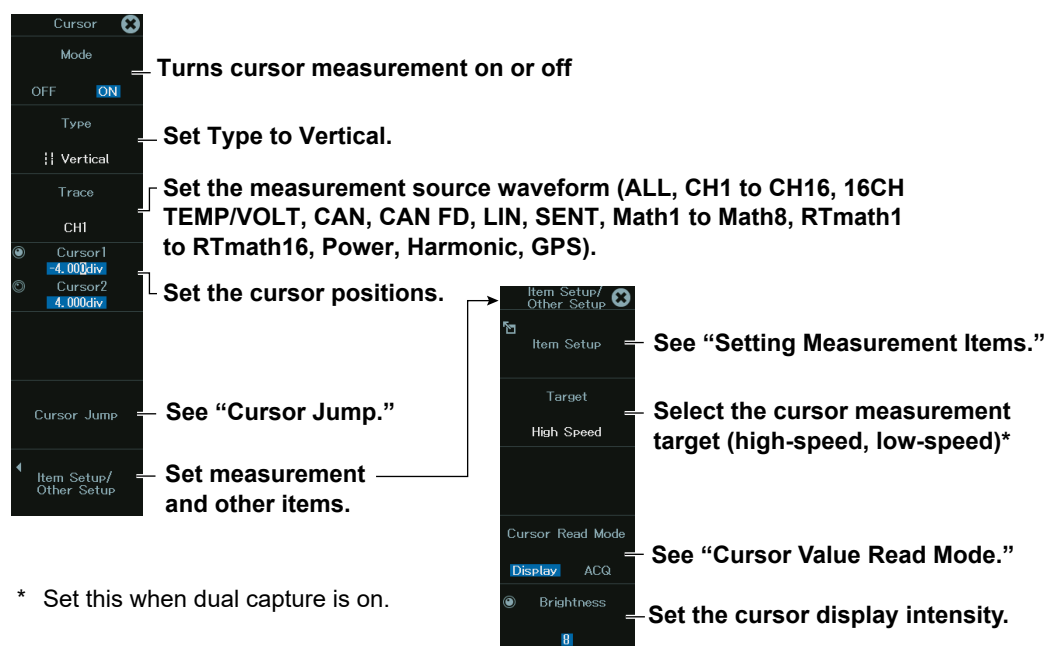 Cursor
Mode
OFF ON
Turns cursor measurement on or off
Type
Vertical
Set Type to Vertical.
Trace
CH1
Set the measurement source waveform (ALL, CH1 to CH16, 16CH
TEMP/VOLT, CAN, CAN FD, LIN, SENT, Math1 to Math8, RTmath1
to RTmath16, Power, Harmonic, GPS).
Cursor1
-4.000div
Cursor2
4.000div
Set the cursor positions.
Cursor Jump
See “Cursor Jump.”
Item Setup/
Other Setup
Set measurement
and other items.
Item Setup/
Other Setup
Item Setup
See “Setting Measurement Items.”
Target
High Speed
Select the cursor measurement
target (high-speed, low-speed)*
Cursor Read Mode
Display ACQ
See “Cursor Value Read Mode.”
Brightness
8
Set the cursor display intensity.
* Set this when dual capture is on.